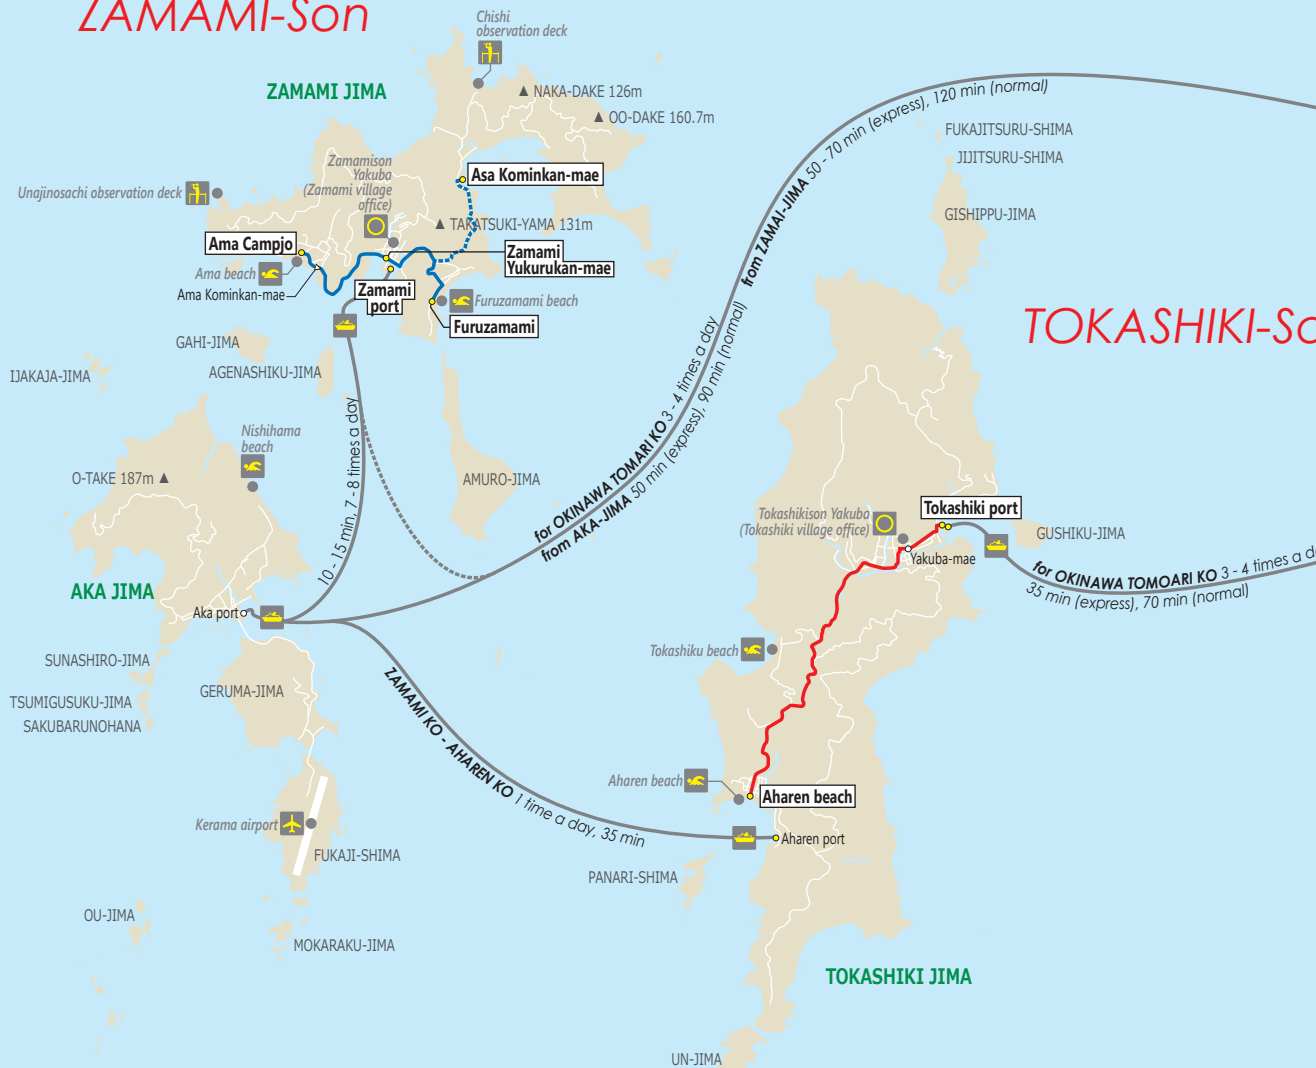 ZAMAMI-Son
Chishi
observation deck
ZAMAMI JIMA
NAKA-DAKE 126m
OO-DAKE 160.7m
Zamamison
Yakuba
(Zamami village
office)
Asa Kominkan-mae
Unajinosachi observation deck
TAKATSUKI-YAMA 131m
Ama Campjo
Zamami
Yukurukan-mae
Ama beach
Ama Kominkan-mae
Zamami
port
Furuzamami beach
Furuzamami
GAHI-JIMA
IJAKAJA-JIMA
AGENASHIKU-JIMA
Nishihama
beach
O-TAKE 187m
AMURO-JIMA
10 - 15 min, 7 - 8 times a day
for OKINAWA TOMARI KO 3 - 4 times a day
from AKA-JIMA 50 min (express), 90 min (normal)
from ZAMAI-JIMA 50 - 70 min (express), 120 min (normal)
FUKAJITSURU-SHIMA
JIJITSURU-SHIMA
GISHIPPU-JIMA
TOKASHIKI-So
Tokashiki port
Tokashikison Yakuba
(Tokashiki village office)
GUSHIKU-JIMA
Yakuba-mae
for OKINAWA TOMOARI KO 3 - 4 times a d
35 min (express), 70 min (normal)
AKA JIMA
Aka port
Tokashiku beach
SUNASHIRO-JIMA
GERUMA-JIMA
TSUMIGUSUKU-JIMA
SAKUBARUNOHANA
ZAMAMI KO - AHAREN KO 1 time a day, 35 min
Aharen beach
Aharen beach
Kerama airport
Aharen port
FUKAJI-SHIMA
PANARI-SHIMA
OU-JIMA
MOKARAKU-JIMA
TOKASHIKI JIMA
UN-JIMA